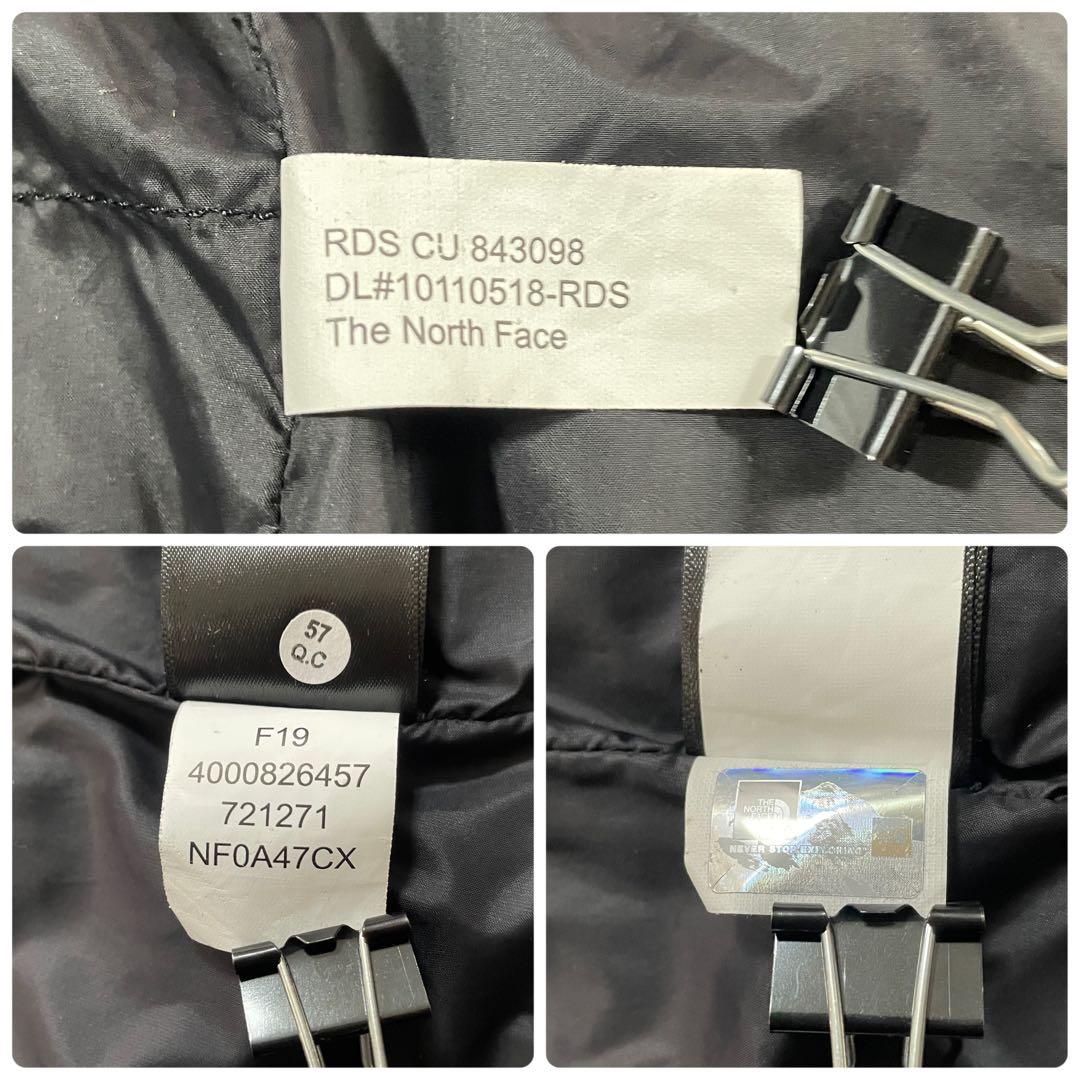 RDS CU 843098
DL#10110518-RDS
The North Face
57
Q.C
F19
4000826457
721271
NF0A47CX
THE
NORTH
FACE
NEVER STOP EXPLORING